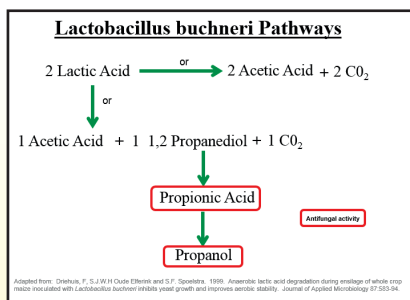 Lactobacillus buchneri Pathways
2 Lactic Acid or 2 Acetic Acid + 2 C0₂
or
1 Acetic Acid + 1 1,2 Propanediol + 1 C0₂
Propionic Acid
Antifungal activity
Propanol
Adapted from: Driehuis, F, S.J.W.H Oude Elferink and S.F. Spoelstra. 1999. Anaerobic lactic acid degradation during ensilage of whole crop
maize inoculated with Lactobacillus buchneri inhibits yeast growth and improves aerobic stability. Journal of Applied Microbiology 87:583-94.